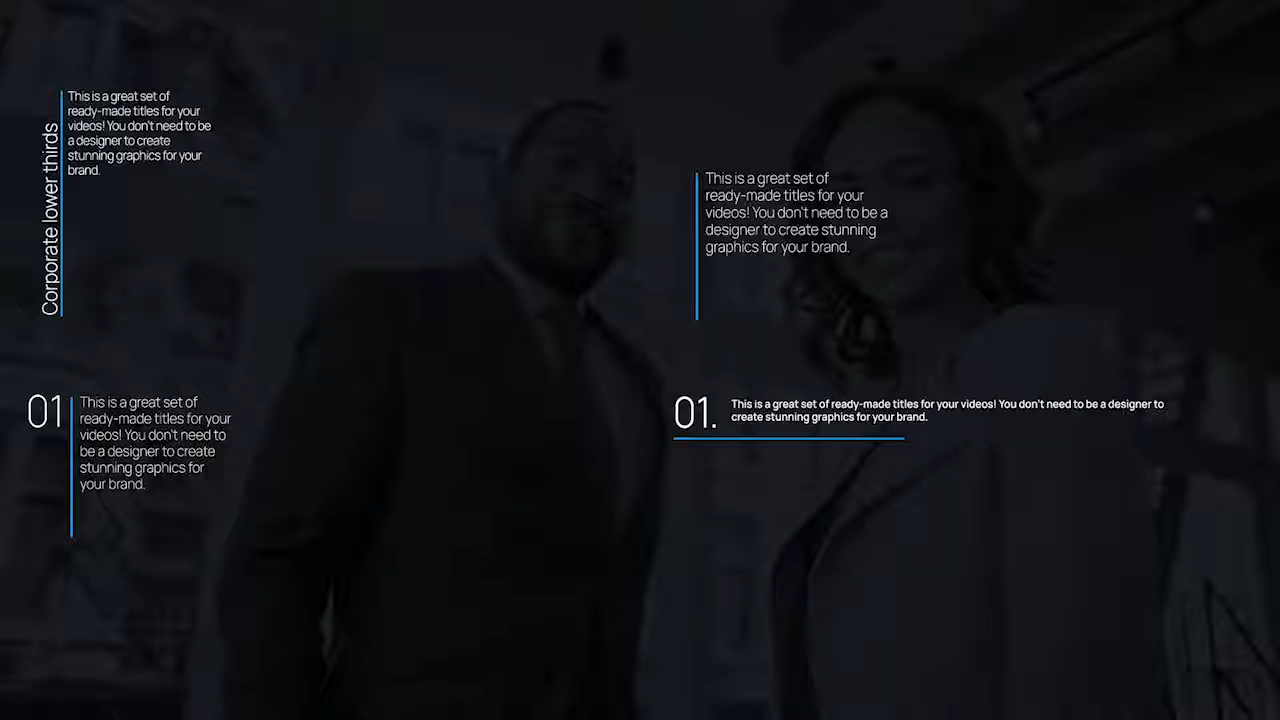 Corporate lower thirds
This is a great set of
ready-made titles for your
videos! You don't need to be
a designer to create
stunning graphics for your
brand.
This is a great set of
ready-made titles for your
videos! You don't need to be a
designer to create stunning
graphics for your brand.
01
This is a great set of
ready-made titles for your
videos! You don't need to
be a designer to create
stunning graphics for
your brand.
01.
This is a great set of ready-made titles for your videos! You don't need to be a designer to
create stunning graphics for your brand.